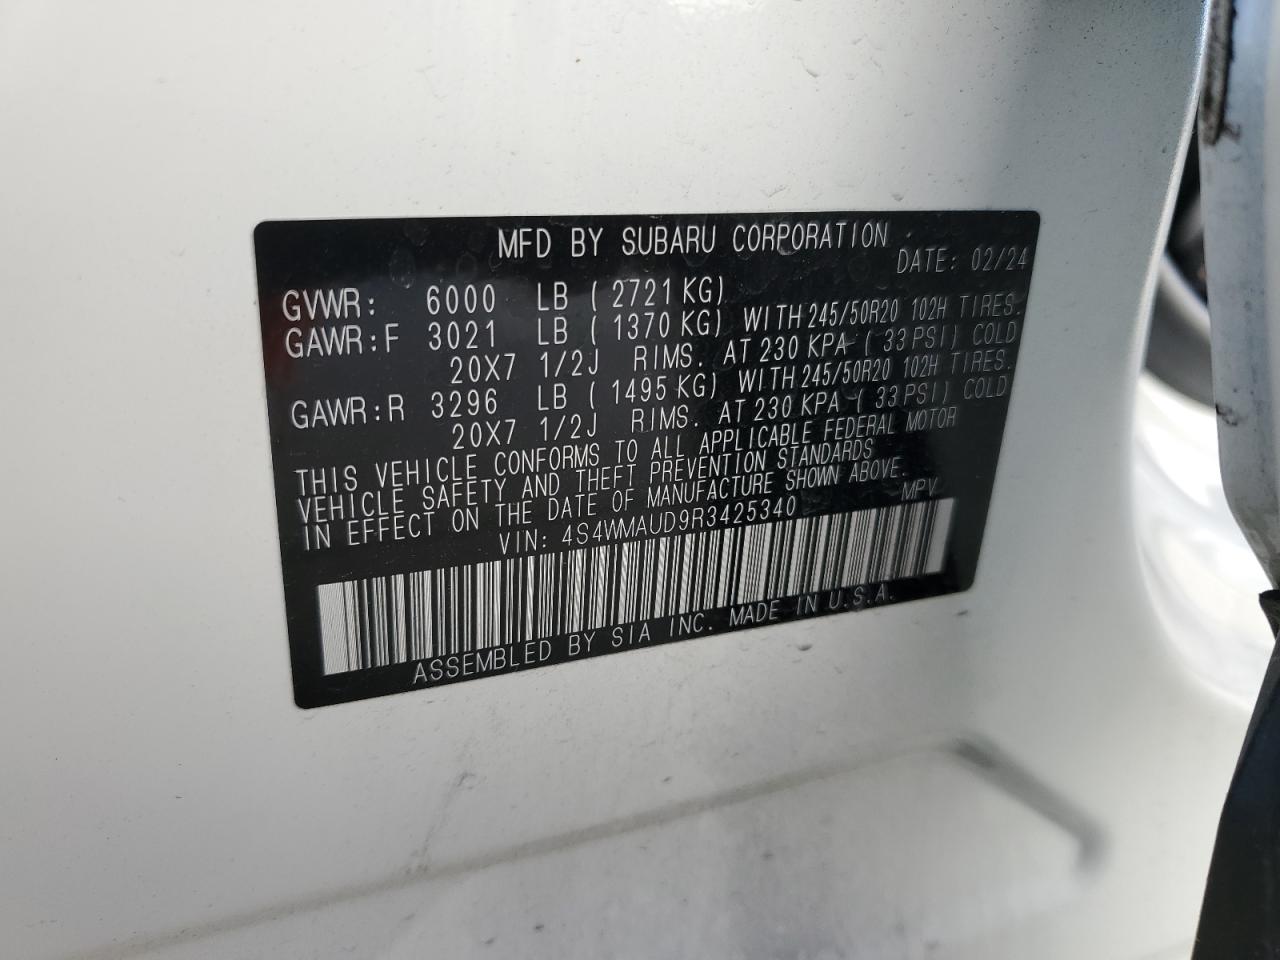 MFD BY SUBARU CORPORATION
DATE: 02/24
GVWR: 6000 LB ( 2721 KG)
GAWR:F 3021 LB ( 1370 KG) WITH 245/50R20 102H TIRES.
20X7 1/2J RIMS. AT 230 KPA ( 33 PSI) COLD
GAWR:R 3296 LB ( 1495 KG) WITH 245/50R20 102H TIRES.
20X7 1/2J RIMS. AT 230 KPA ( 33 PSI) COLD
THIS VEHICLE CONFORMS TO ALL APPLICABLE FEDERAL MOTOR
VEHICLE SAFETY AND THEFT PREVENTION STANDARDS
IN EFFECT ON THE DATE OF MANUFACTURE SHOWN ABOVE.
VIN: 4S4WMAUD9R3425340 MPV
ASSEMBLED BY SIA INC. MADE IN U.S.A.